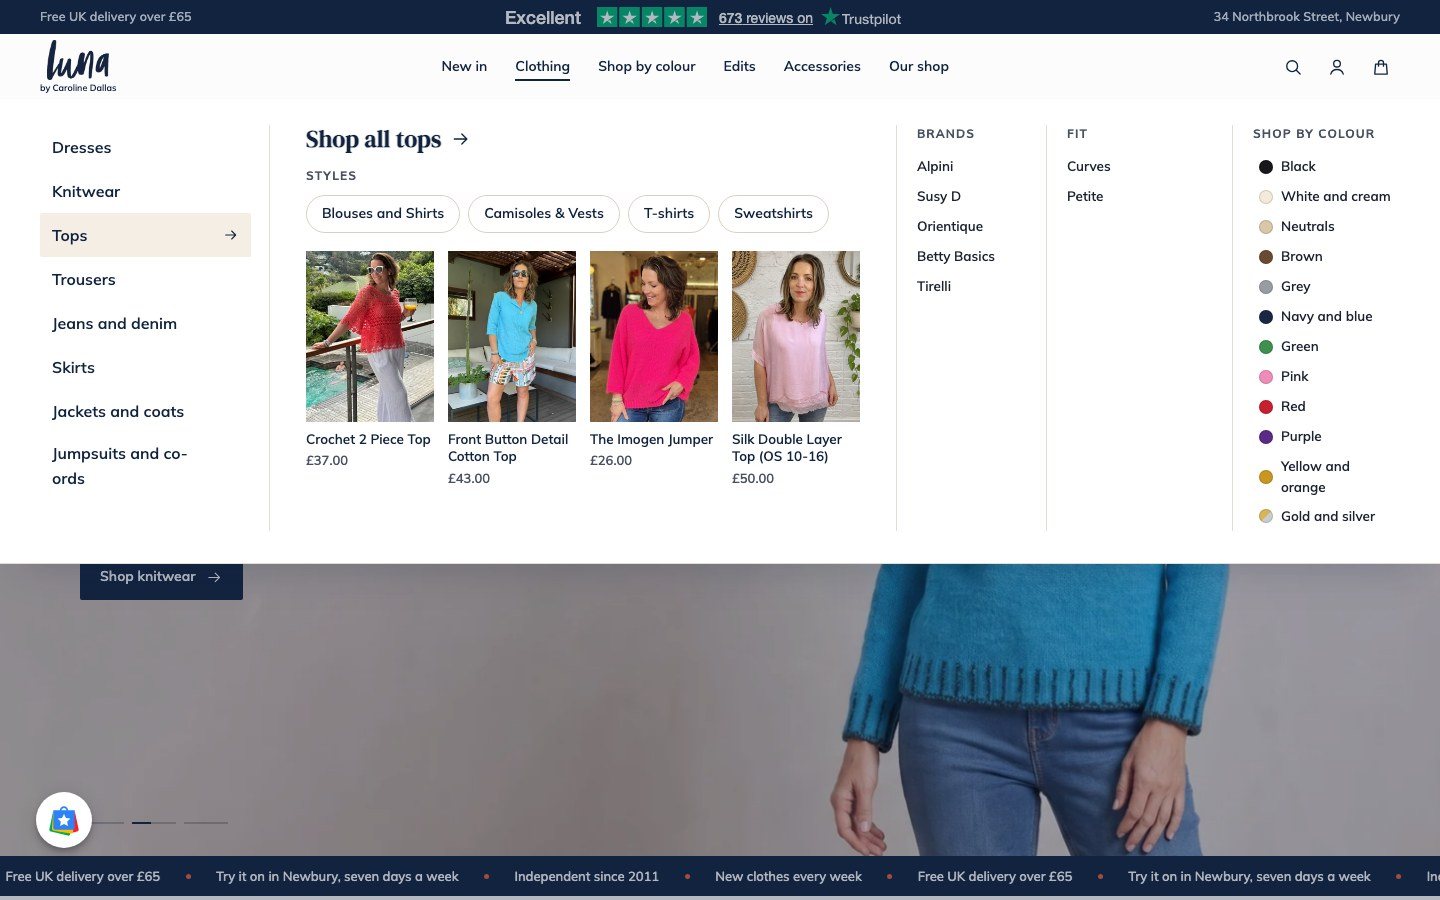 Free UK delivery over £65
Excellent
673 reviews on
Trustpilot
34 Northbrook Street, Newbury
luna
by Caroline Dallas
New in
Clothing
Shop by colour
Edits
Accessories
Our shop
Dresses
Knitwear
Tops
Trousers
Jeans and denim
Skirts
Jackets and coats
Jumpsuits and co-
ords
Shop all tops
STYLES
Blouses and Shirts
Camisoles & Vests
T-shirts
Sweatshirts
Crochet 2 Piece Top
£37.00
Front Button Detail
Cotton Top
£43.00
The Imogen Jumper
£26.00
Silk Double Layer
Top (OS 10-16)
£50.00
BRANDS
Alpini
Susy D
Orientique
Betty Basics
Tirelli
FIT
Curves
Petite
SHOP BY COLOUR
Black
White and cream
Neutrals
Brown
Grey
Navy and blue
Green
Pink
Red
Purple
Yellow and
orange
Gold and silver
Shop knitwear
Free UK delivery over £65
Try it on in Newbury, seven days a week
Independent since 2011
New clothes every week
Free UK delivery over £65
Try it on in Newbury, seven days a week